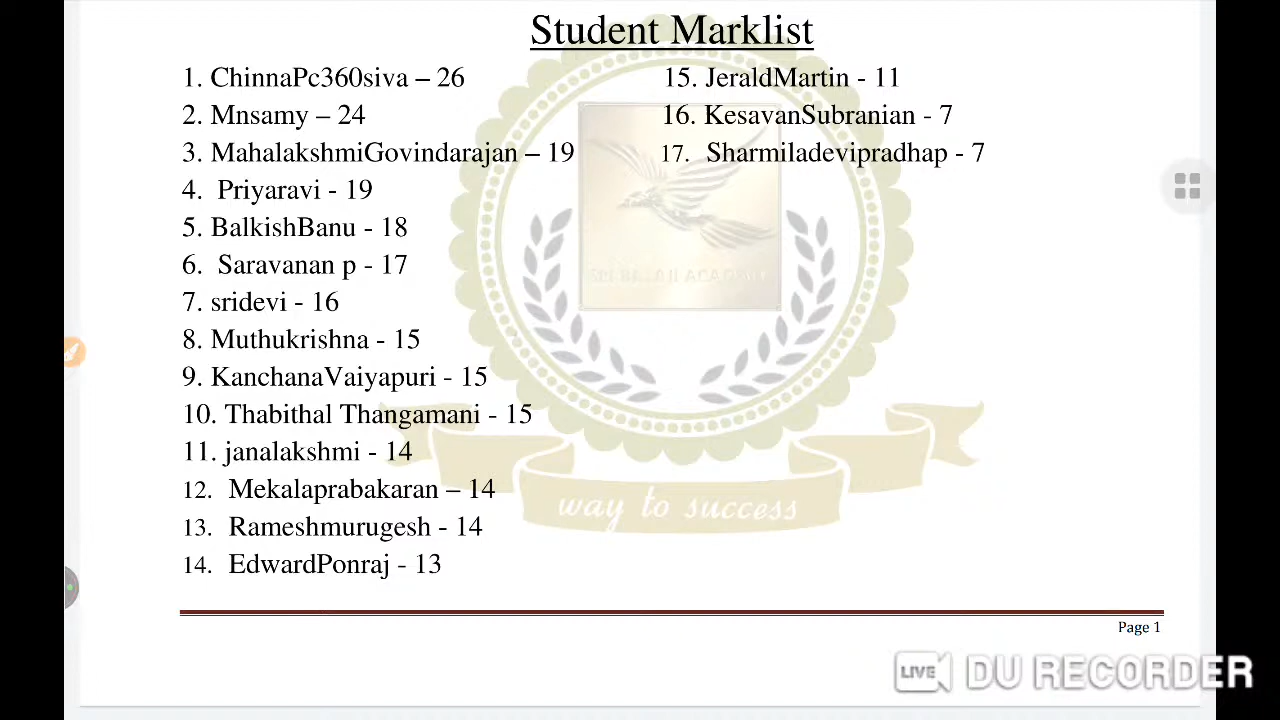 Student Marklist
1. ChinnaPc360siva – 26
2. Mnsamy – 24
3. MahalakshmiGovindarajan – 19
4. Priyaravi - 19
5. BalkishBanu - 18
6. Saravanan p - 17
7. sridevi - 16
8. Muthukrishna - 15
9. KanchanaVaiyapuri - 15
10. Thabithal Thangamani - 15
11. janalakshmi - 14
12. Mekalaprabakaran – 14
13. Rameshmurugesh - 14
14. EdwardPonraj - 13
15. JeraldMartin - 11
16. KesavanSubranian - 7
17. Sharmiladevipradhap - 7
SRI BALAJI ACADEMY
way to success
Page 1
LIVE DU RECORDER